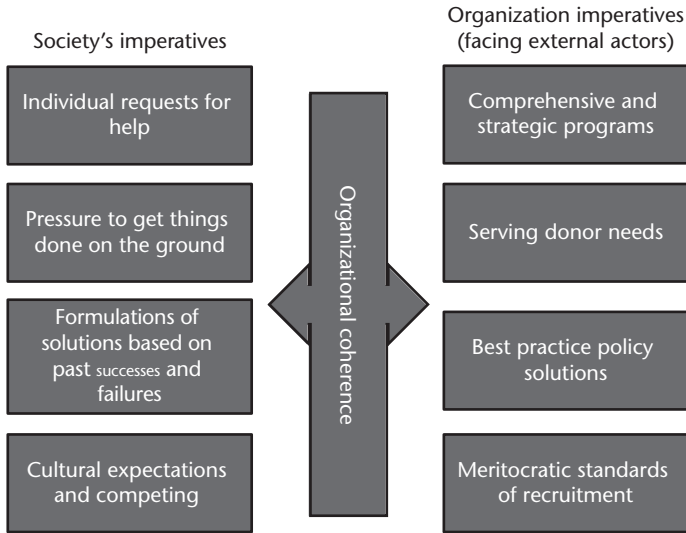 Society's imperatives
Individual requests for
help
Pressure to get things
done on the ground
Formulations of
solutions based on
past successes and
failures
Cultural expectations
and competing
Organizational coherence
Organization imperatives
(facing external actors)
Comprehensive and
strategic programs
Serving donor needs
Best practice policy
solutions
Meritocratic standards
of recruitment